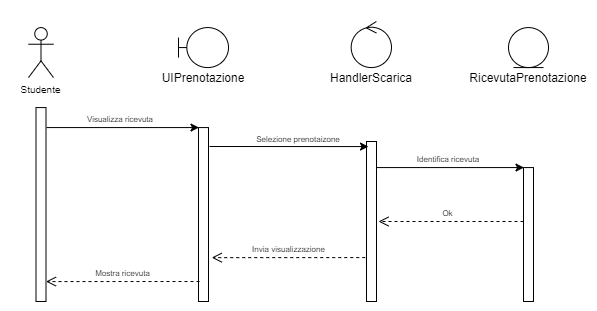 Studente
UIPrenotazione
HandlerScarica
RicevutaPrenotazione
Visualizza ricevuta
Selezione prenotaizone
Identifica ricevuta
Ok
Invia visualizzazione
Mostra ricevuta